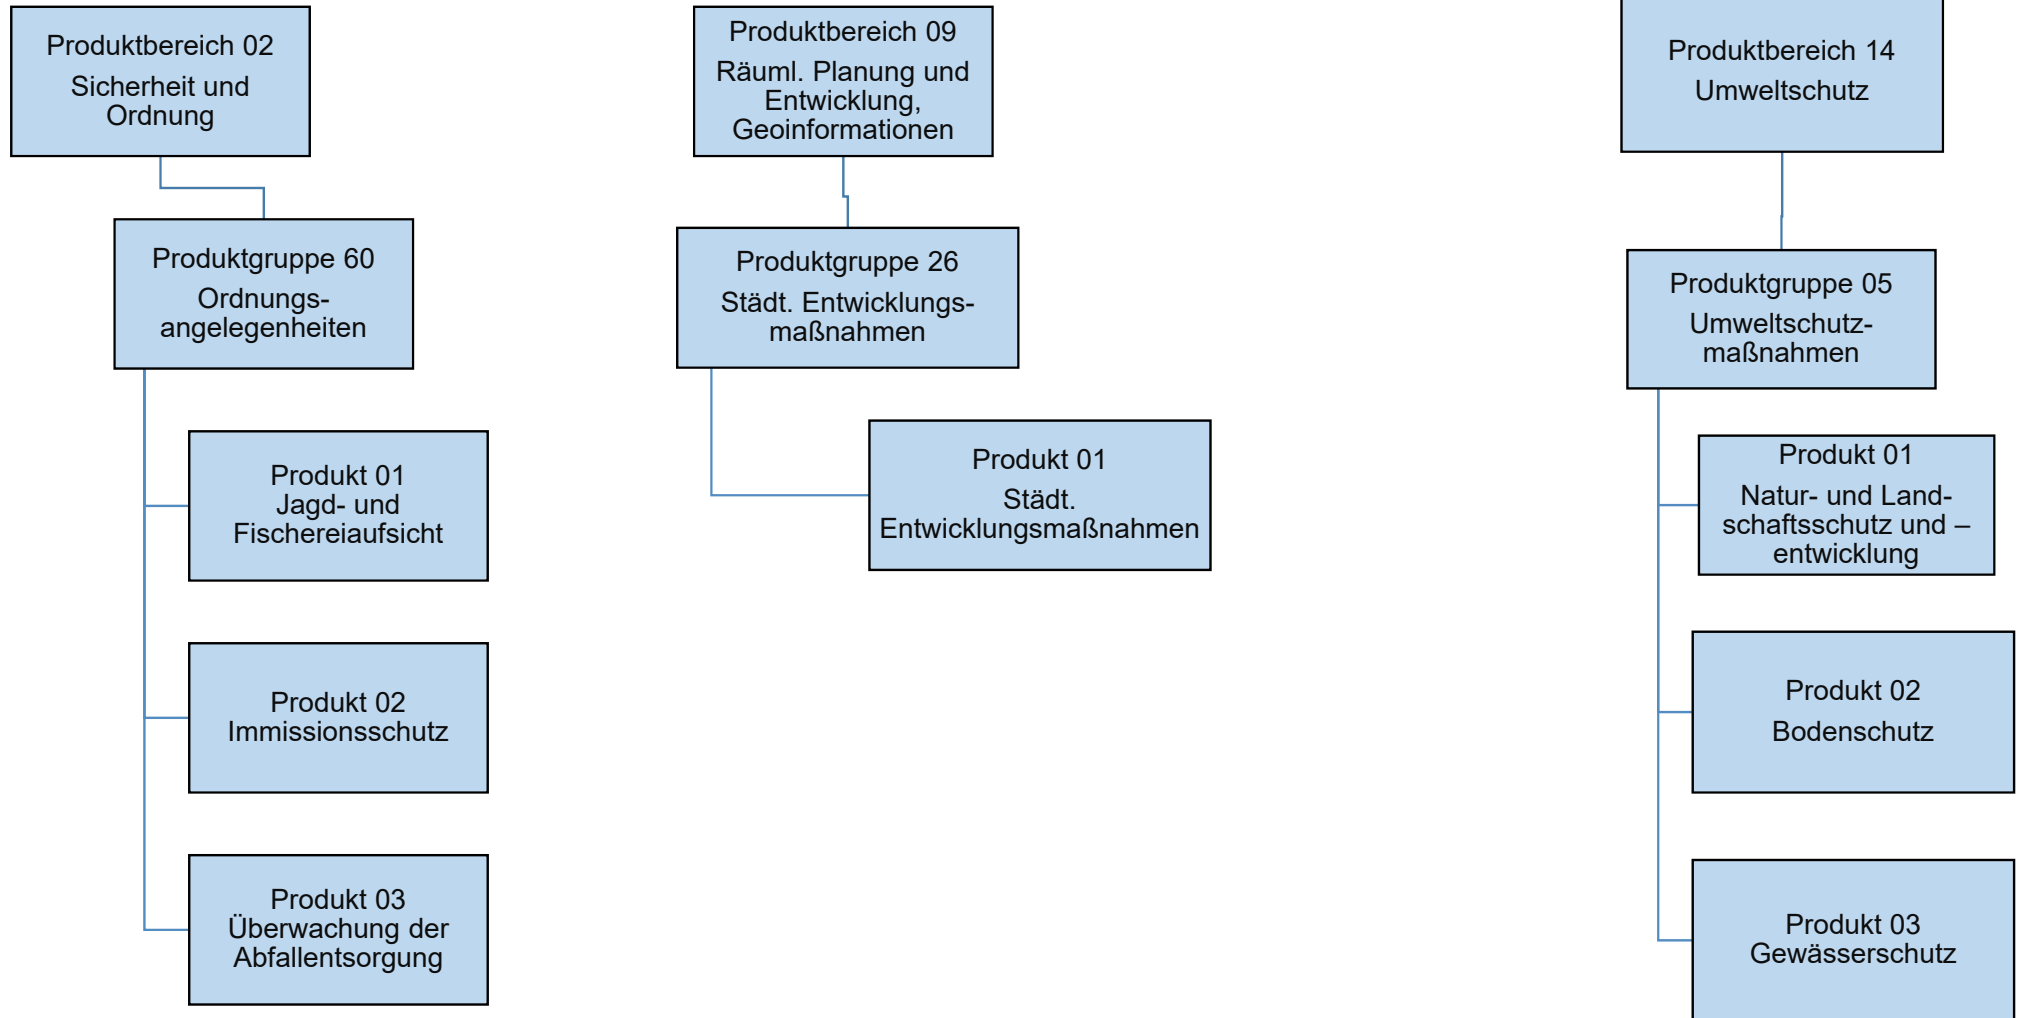 Produktbereich 02
Sicherheit und
Ordnung
Produktgruppe 60
Ordnungs-
angelegenheiten
Produkt 01
Jagd- und
Fischereiaufsicht
Produkt 02
Immissionsschutz
Produkt 03
Überwachung der
Abfallentsorgung
Produktbereich 09
Räuml. Planung und
Entwicklung,
Geoinformationen
Produktgruppe 26
Städt. Entwicklungs-
maßnahmen
Produkt 01
Städt.
Entwicklungsmaßnahmen
Produktbereich 14
Umweltschutz
Produktgruppe 05
Umweltschutz-
maßnahmen
Produkt 01
Natur- und Land-
schaftsschutz und –
entwicklung
Produkt 02
Bodenschutz
Produkt 03
Gewässerschutz